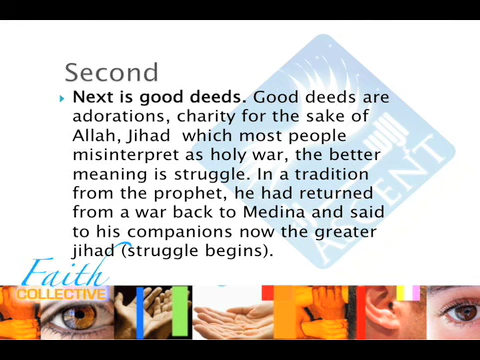 Second
Next is good deeds. Good deeds are
adorations, charity for the sake of
Allah, Jihad which most people
misinterpret as holy war, the better
meaning is struggle. In a tradition
from the prophet, he had returned
from a war back to Medina and said
to his companions now the greater
jihad (struggle begins).
Faith
COLLECTIVE